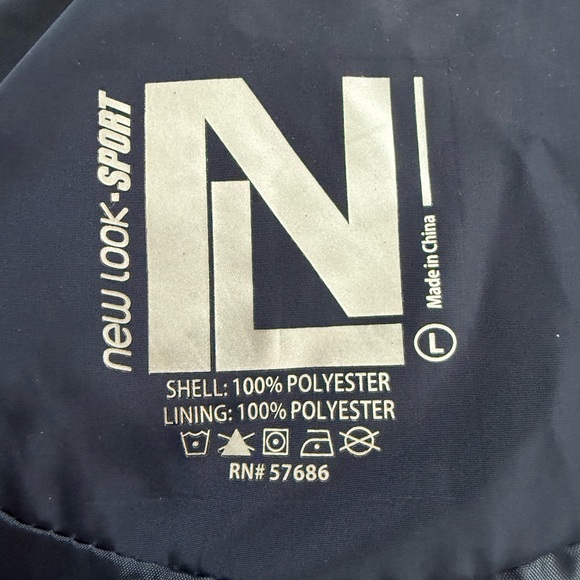 new look·SPORT
NL
Made in China
L
SHELL: 100% POLYESTER
LINING: 100% POLYESTER
RN# 57686